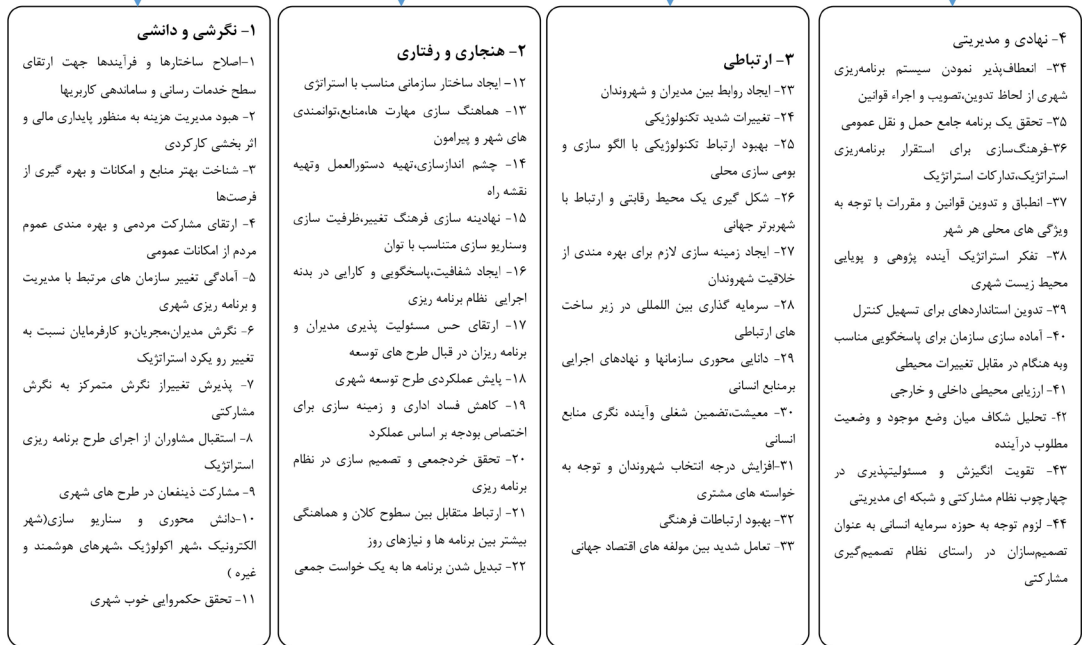 ۱- نگرشی و دانشی
۱-اصلاح ساختارها و فرآیندها جهت ارتقای
سطح خدمات رسانی و ساماندهی کاربریها
۲- هبود مدیریت هزینه به منظور پایداری مالی و
اثر بخشی کارکردی
۳- شناخت بهتر منابع و امکانات و بهره گیری از
فرصت‌ها
۴- ارتقای مشارکت مردمی و بهره مندی عموم
مردم از امکانات عمومی
۵- آمادگی تغییر سازمان های مرتبط با مدیریت
و برنامه ریزی شهری
۶- نگرش مدیران،مجریان،و کارفرمایان نسبت به
تغییر رو یکرد استراتژیک
۷- پذیرش تغییراز نگرش متمرکز به نگرش
مشارکتی
۸- استقبال مشاوران از اجرای طرح برنامه ریزی
استراتژیک
۹- مشارکت ذینفعان در طرح های شهری
۱۰-دانش محوری و سناریو سازی(شهر
الکترونیک ،شهر اکولوژیک ،شهرهای هوشمند و
غیره )
۱۱- تحقق حکمروایی خوب شهری
۲- هنجاری و رفتاری
۱۲- ایجاد ساختار سازمانی مناسب با استراتژی
۱۳- هماهنگ سازی مهارت ها،منابع،توانمندی
های شهر و پیرامون
۱۴- چشم اندازسازی،تهیه دستورالعمل وتهیه
نقشه راه
۱۵- نهادینه سازی فرهنگ تغییر،ظرفیت سازی
وسناریو سازی متناسب با توان
۱۶- ایجاد شفافیت،پاسخگویی و کارایی در بدنه
اجرایی نظام برنامه ریزی
۱۷- ارتقای حس مسئولیت پذیری مدیران و
برنامه ریزان در قبال طرح های توسعه
۱۸- پایش عملکردی طرح توسعه شهری
۱۹- کاهش فساد اداری و زمینه سازی برای
اختصاص بودجه بر اساس عملکرد
۲۰- تحقق خردجمعی و تصمیم سازی در نظام
برنامه ریزی
۲۱- ارتباط متقابل بین سطوح کلان و هماهنگی
بیشتر بین برنامه ها و نیازهای روز
۲۲- تبدیل شدن برنامه ها به یک خواست جمعی
۳- ارتباطی
۲۳- ایجاد روابط بین مدیران و شهروندان
۲۴- تغییرات شدید تکنولوژیکی
۲۵- بهبود ارتباط تکنولوژیکی با الگو سازی و
بومی سازی محلی
۲۶- شکل گیری یک محیط رقابتی و ارتباط با
شهربرتر جهانی
۲۷- ایجاد زمینه سازی لازم برای بهره مندی از
خلاقیت شهروندان
۲۸- سرمایه گذاری بین المللی در زیر ساخت
های ارتباطی
۲۹- دانایی محوری سازمانها و نهادهای اجرایی
برمنابع انسانی
۳۰- معیشت،تضمین شغلی وآینده نگری منابع
انسانی
۳۱-افزایش درجه انتخاب شهروندان و توجه به
خواسته های مشتری
۳۲- بهبود ارتباطات فرهنگی
۳۳- تعامل شدید بین مولفه های اقتصاد جهانی
۴- نهادی و مدیریتی
۳۴- انعطاف‌پذیر نمودن سیستم برنامه‌ریزی
شهری از لحاظ تدوین،تصویب و اجراء قوانین
۳۵- تحقق یک برنامه جامع حمل و نقل عمومی
۳۶-فرهنگ‌سازی برای استقرار برنامه‌ریزی
استراتژیک،تدارکات استراتژیک
۳۷- انطباق و تدوین قوانین و مقررات با توجه به
ویژگی های محلی هر شهر
۳۸- تفکر استراتژیک آینده پژوهی و پویایی
محیط زیست شهری
۳۹- تدوین استانداردهای برای تسهیل کنترل
۴۰- آماده سازی سازمان برای پاسخگویی مناسب
وبه هنگام در مقابل تغییرات محیطی
۴۱- ارزیابی محیطی داخلی و خارجی
۴۲- تحلیل شکاف میان وضع موجود و وضعیت
مطلوب درآینده
۴۳- تقویت انگیزش و مسئولیتپذیری در
چهارچوب نظام مشارکتی و شبکه ای مدیریتی
۴۴- لزوم توجه به حوزه سرمایه انسانی به عنوان
تصمیم‌سازان در راستای نظام تصمیم‌گیری
مشارکتی